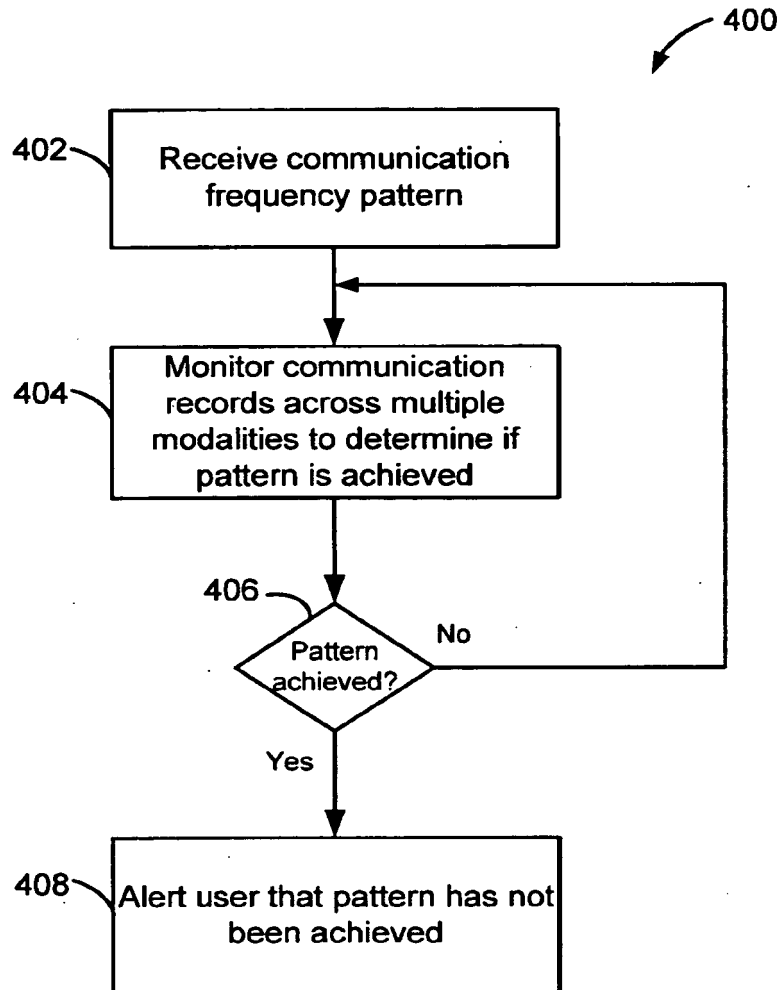 400
402
Receive communication
frequency pattern
404
Monitor communication
records across multiple
modalities to determine if
pattern is achieved
406
Pattern
achieved?
No
Yes
408
Alert user that pattern has not
been achieved